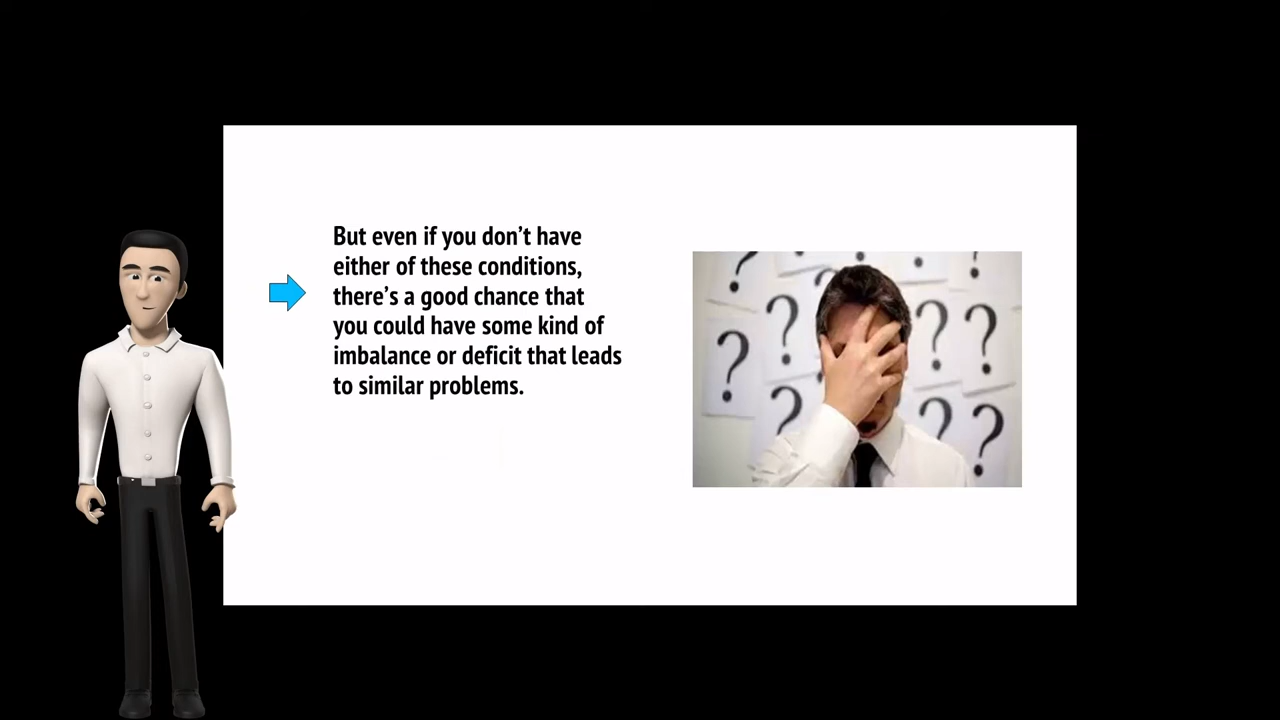 But even if you don’t have
either of these conditions,
there’s a good chance that
you could have some kind of
imbalance or deficit that leads
to similar problems.
? ? ? ? ? ? ? ? ?